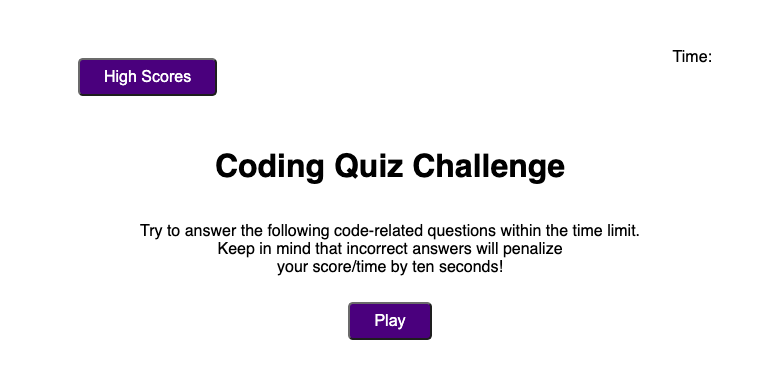 High Scores
Time:
Coding Quiz Challenge
Try to answer the following code-related questions within the time limit.
Keep in mind that incorrect answers will penalize
your score/time by ten seconds!
Play